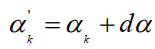 α'ₖ = αₖ + dα